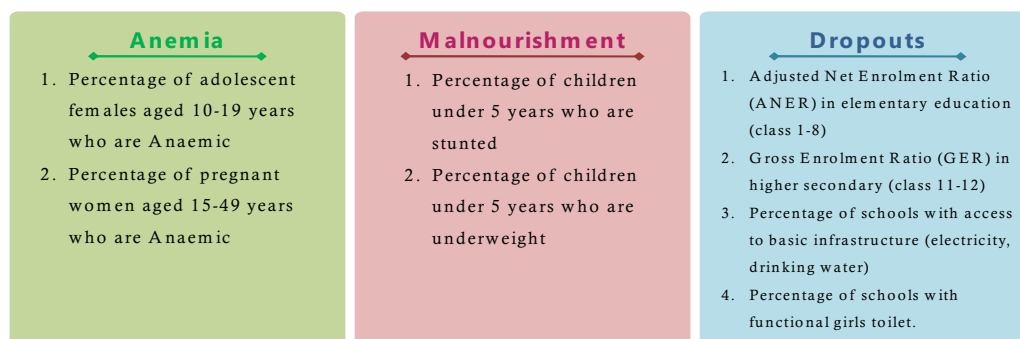 Anemia
1. Percentage of adolescent
females aged 10-19 years
who are Anaemic
2. Percentage of pregnant
women aged 15-49 years
who are Anaemic
Malnourishment
1. Percentage of children
under 5 years who are
stunted
2. Percentage of children
under 5 years who are
underweight
Dropouts
1. Adjusted Net Enrolment Ratio
(ANER) in elementary education
(class 1-8)
2. Gross Enrolment Ratio (GER) in
higher secondary (class 11-12)
3. Percentage of schools with access
to basic infrastructure (electricity,
drinking water)
4. Percentage of schools with
functional girls toilet.